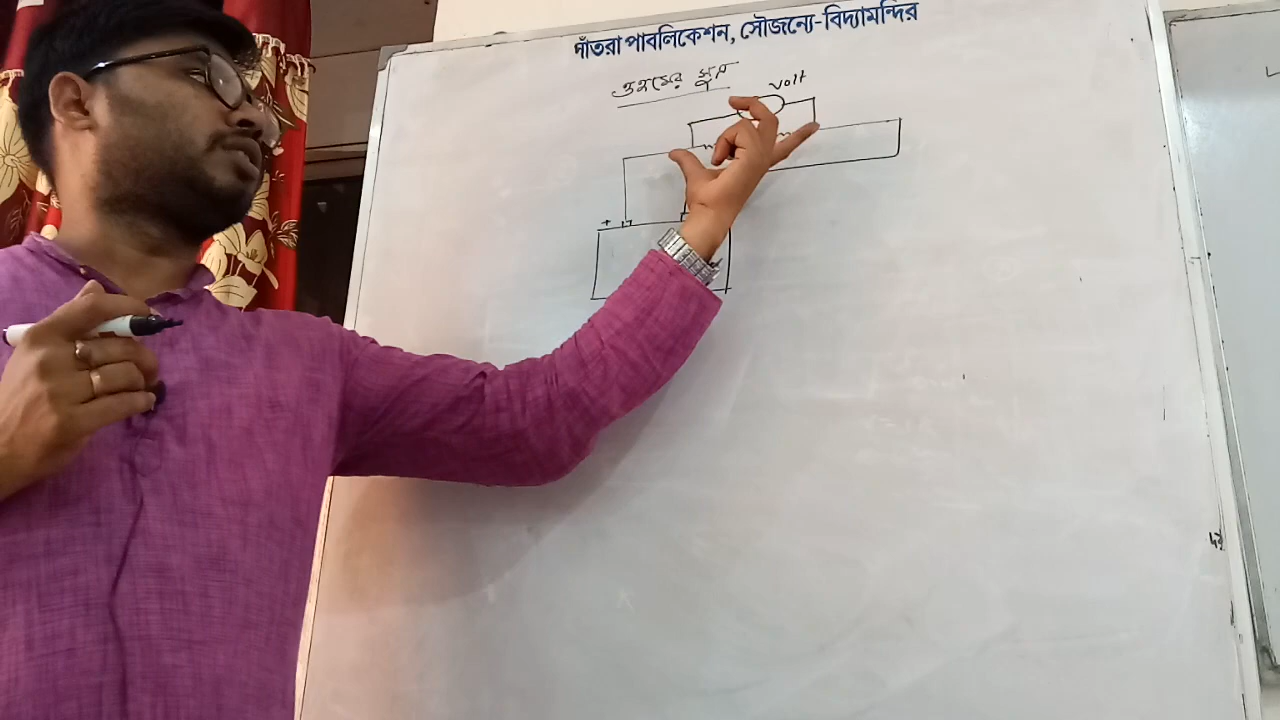 দাঁতরা পাবলিকেশন, সৌজন্যে-বিদ্যামন্দির
ওহমের সূত্র
volt
+